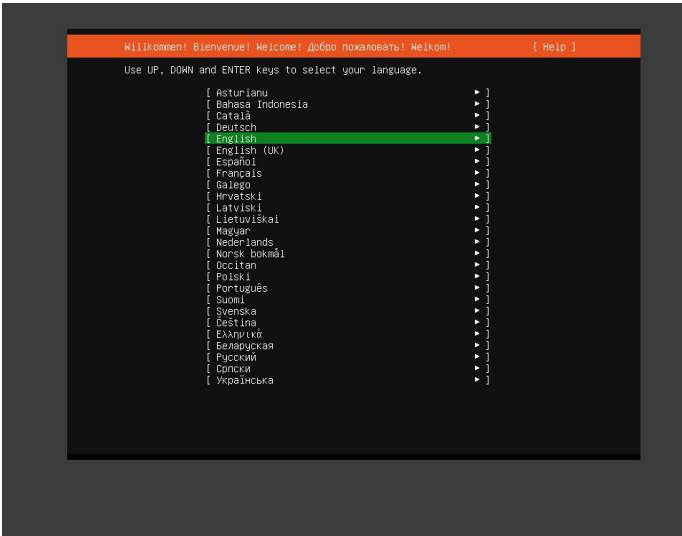 Willkommen! Bienvenue! Welcome! Добро пожаловать! Welkom! [ Help ]
Use UP, DOWN and ENTER keys to select your language.
[ Asturianu ► ]
[ Bahasa Indonesia ► ]
[ Català ► ]
[ Deutsch ► ]
[ English ► ]
[ English (UK) ► ]
[ Español ► ]
[ Français ► ]
[ Galego ► ]
[ Hrvatski ► ]
[ Latviski ► ]
[ Lietuviškai ► ]
[ Magyar ► ]
[ Nederlands ► ]
[ Norsk bokmål ► ]
[ Occitan ► ]
[ Polski ► ]
[ Português ► ]
[ Suomi ► ]
[ Svenska ► ]
[ Čeština ► ]
[ Ελληνικά ► ]
[ Беларуская ► ]
[ Русский ► ]
[ Српски ► ]
[ Українська ► ]